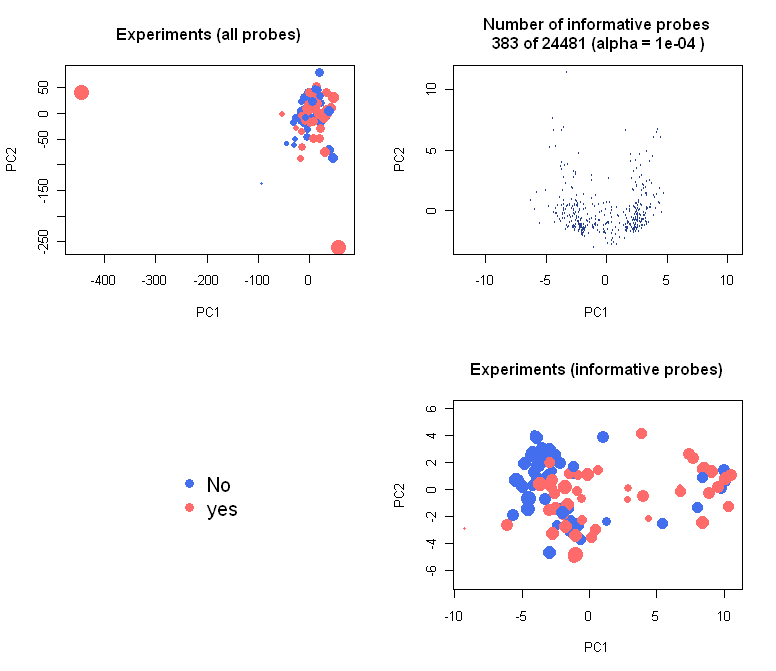 Experiments (all probes)
PC2
50
0
-50
-150
-250
-400
-300
-200
-100
0
PC1
Number of informative probes
383 of 24481 (alpha = 1e-04 )
PC2
10
5
0
-10
-5
0
5
10
PC1
No
yes
Experiments (informative probes)
PC2
6
4
2
0
-2
-4
-6
-10
-5
0
5
10
PC1